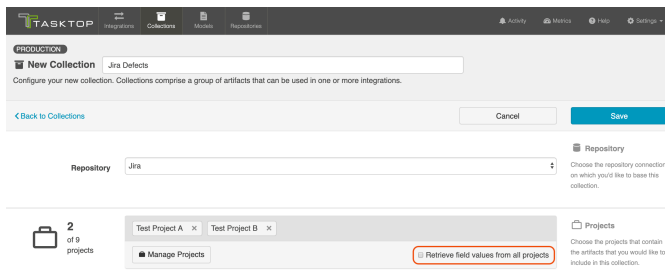 TASKTOP
Integrations
Collections
Models
Repositories
Activity
Metrics
Help
Settings
PRODUCTION
New Collection
Jira Defects
Configure your new collection. Collections comprise a group of artifacts that can be used in one or more integrations.
Back to Collections
Cancel
Save
Repository
Jira
Repository
Choose the repository connection
on which you'd like to base this
collection.
2
of 9
projects
Test Project A ×
Test Project B ×
Manage Projects
Retrieve field values from all projects
Projects
Choose the projects that contain
the artifacts that you would like to
include in this collection.